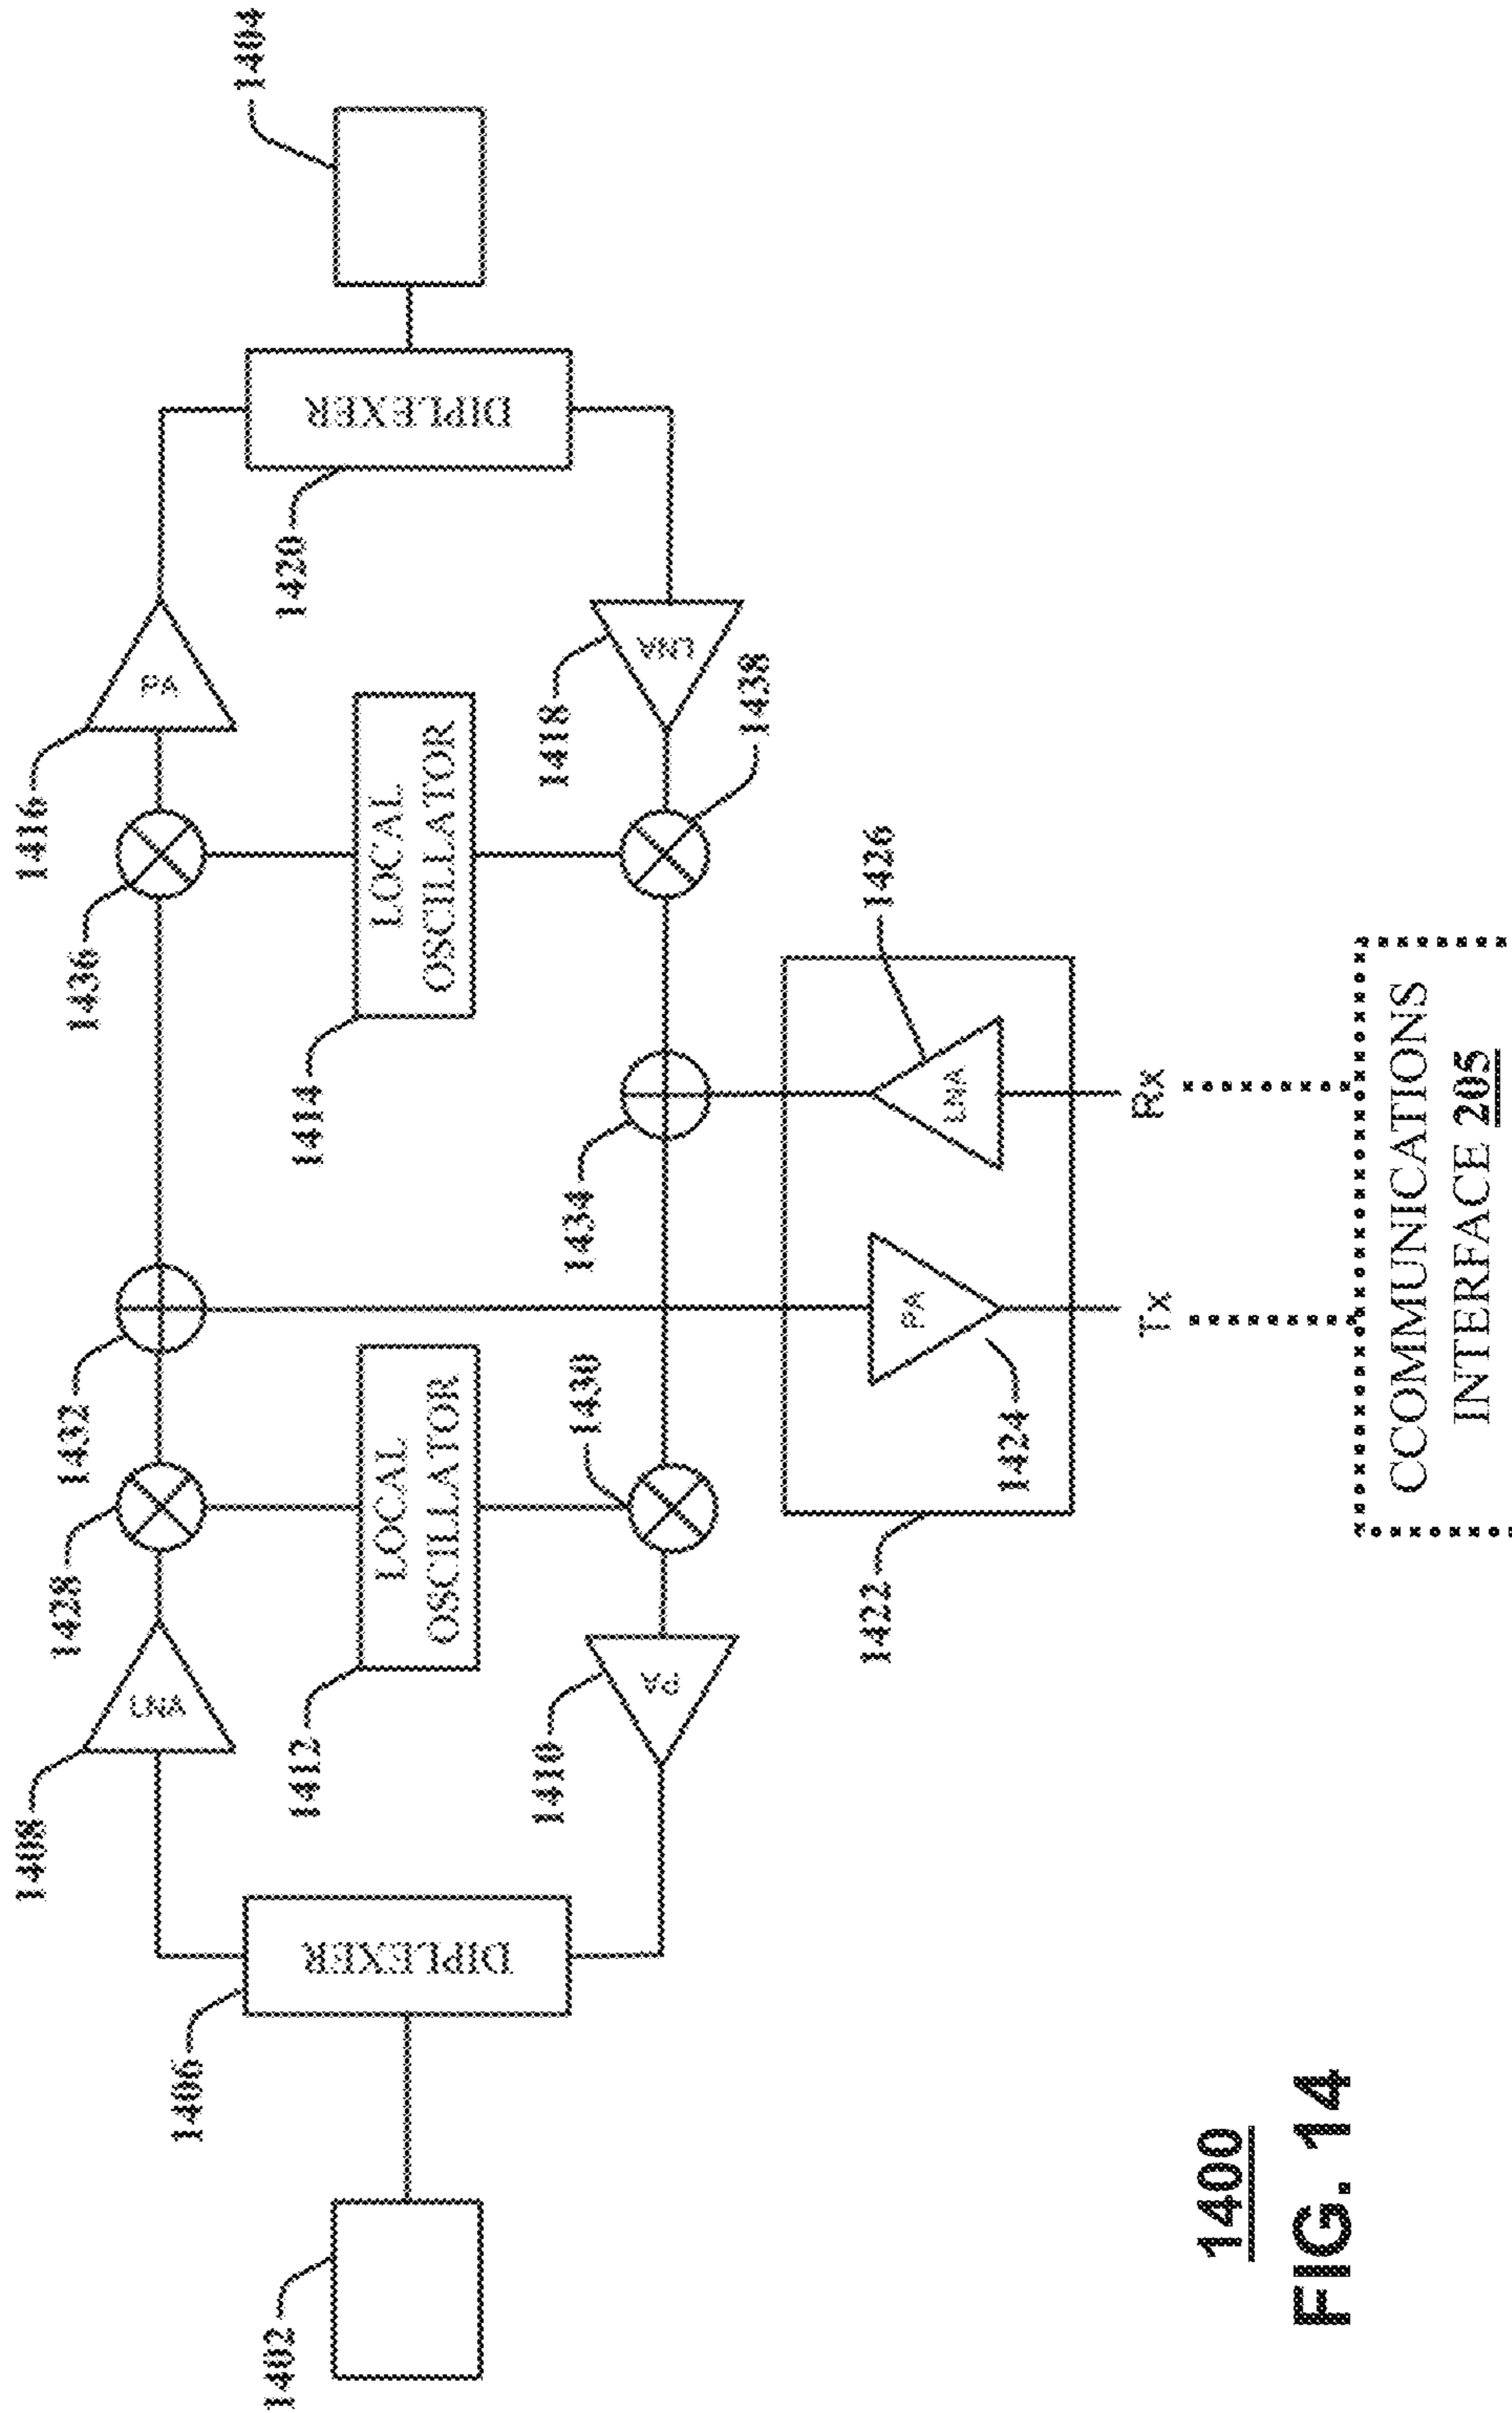 1404
1416
PA
DIPLEXER
1420
1436
LOCAL
OSCILLATOR
1414
1418
LNA
1438
1432
1434
1426
LNA
Rx
1428
LOCAL
OSCILLATOR
1412
1430
PA
1424
Tx
CCOMMUNICATIONS
INTERFACE 205
1408
LNA
1410
PA
1422
DIPLEXER
1406
1402
1400
FIG. 14